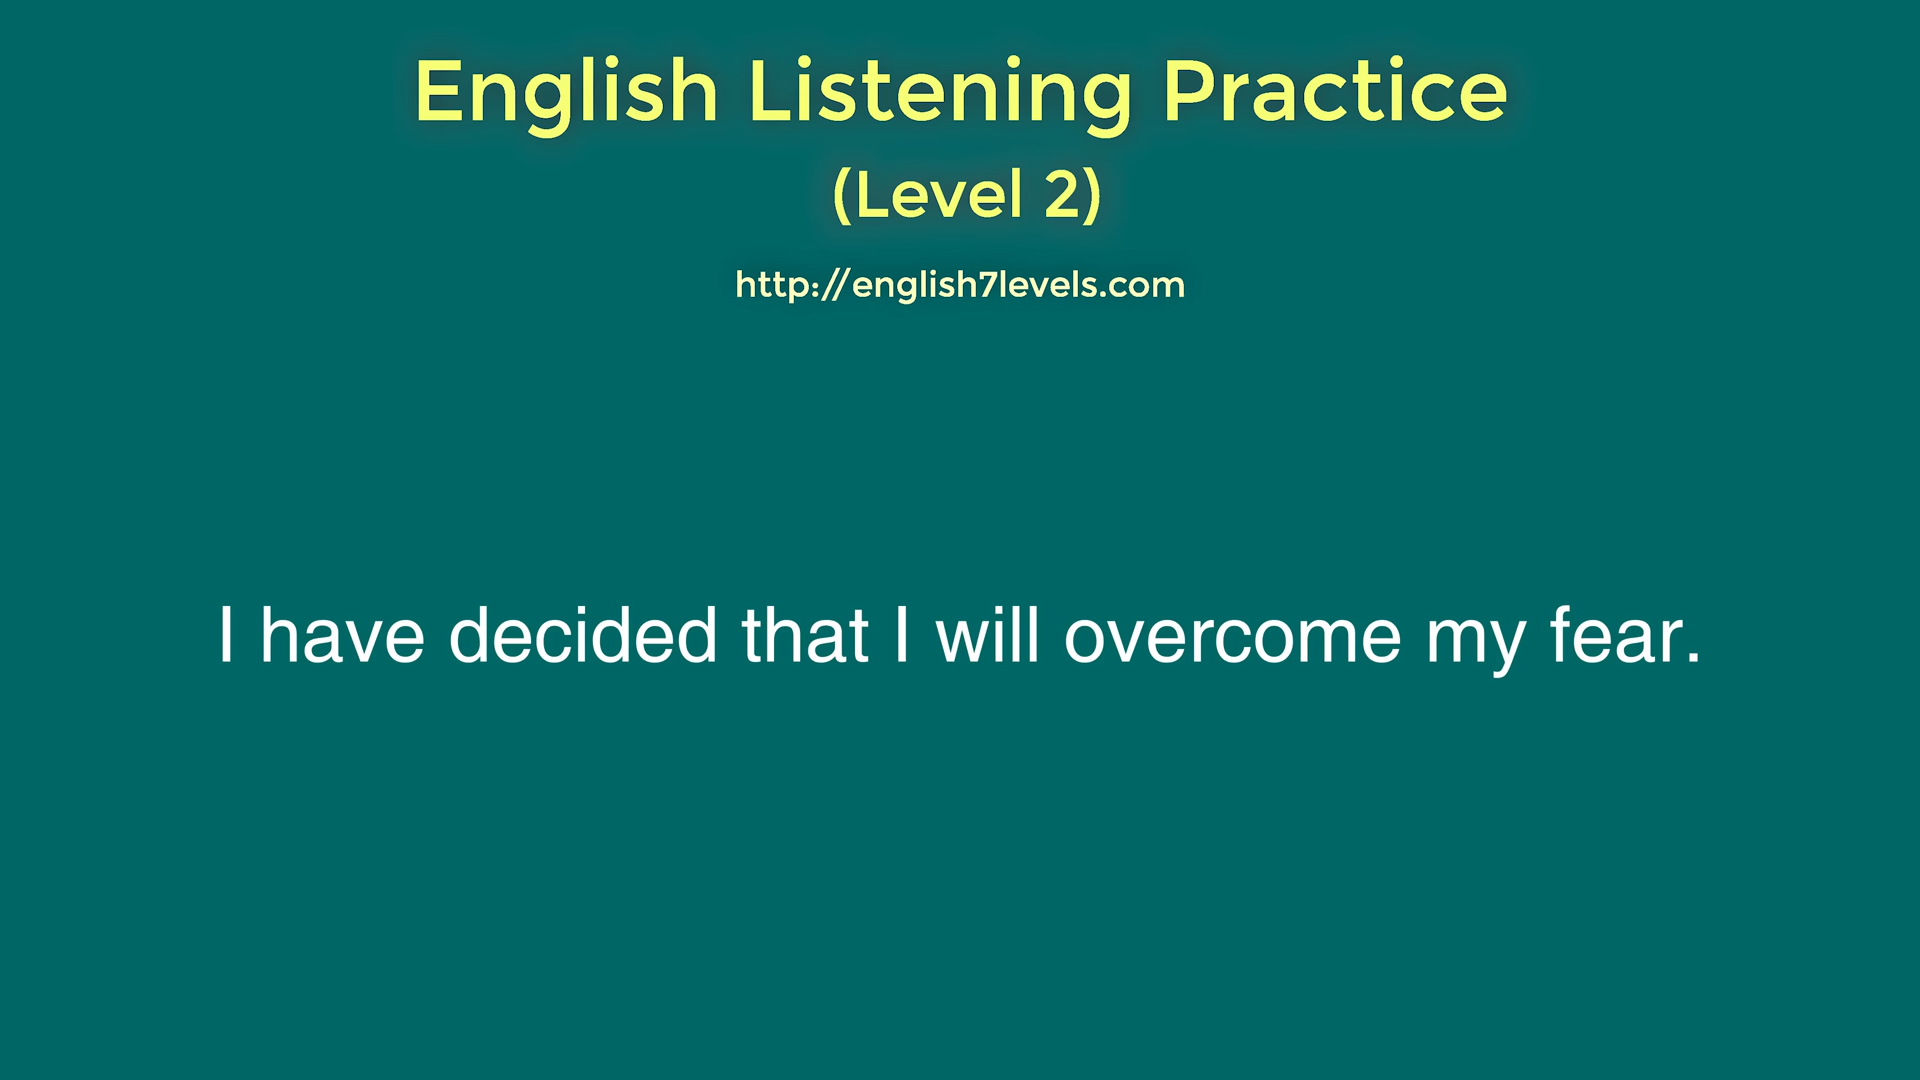 English Listening Practice
(Level 2)
http://english7levels.com
I have decided that I will overcome my fear.